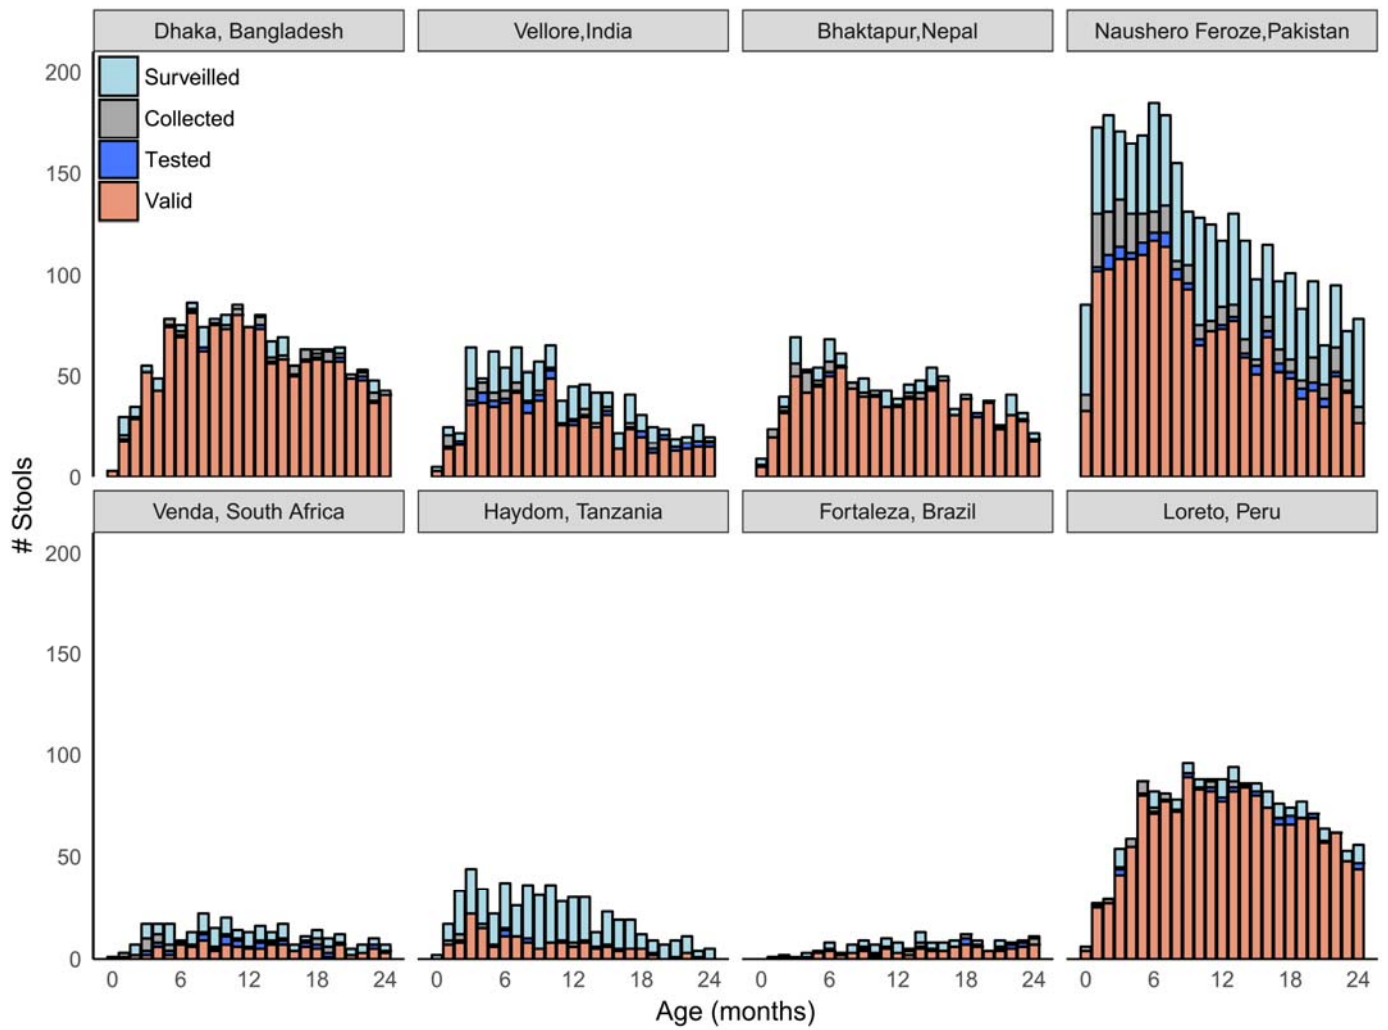 Dhaka, Bangladesh
Vellore,India
Bhaktapur,Nepal
Naushero Feroze,Pakistan
Surveilled
Collected
Tested
Valid
200
150
100
50
0
# Stools
Venda, South Africa
Haydom, Tanzania
Fortaleza, Brazil
Loreto, Peru
200
150
100
50
0
0 6 12 18 24
0 6 12 18 24
0 6 12 18 24
0 6 12 18 24
Age (months)